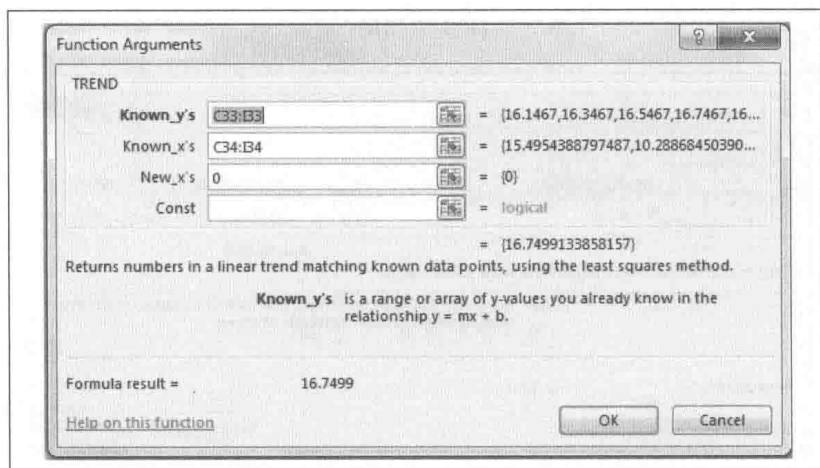 Function Arguments
TREND
Known_y's C33:I33 = {16.1467,16.3467,16.5467,16.7467,16...
Known_x's C34:I34 = {15.4954388797487,10.28868450390...
New_x's 0 = {0}
Const = logical
= {16.7499133858157}
Returns numbers in a linear trend matching known data points, using the least squares method.
Known_y's is a range or array of y-values you already know in the
relationship y = mx + b.
Formula result = 16.7499
Help on this function
OK Cancel